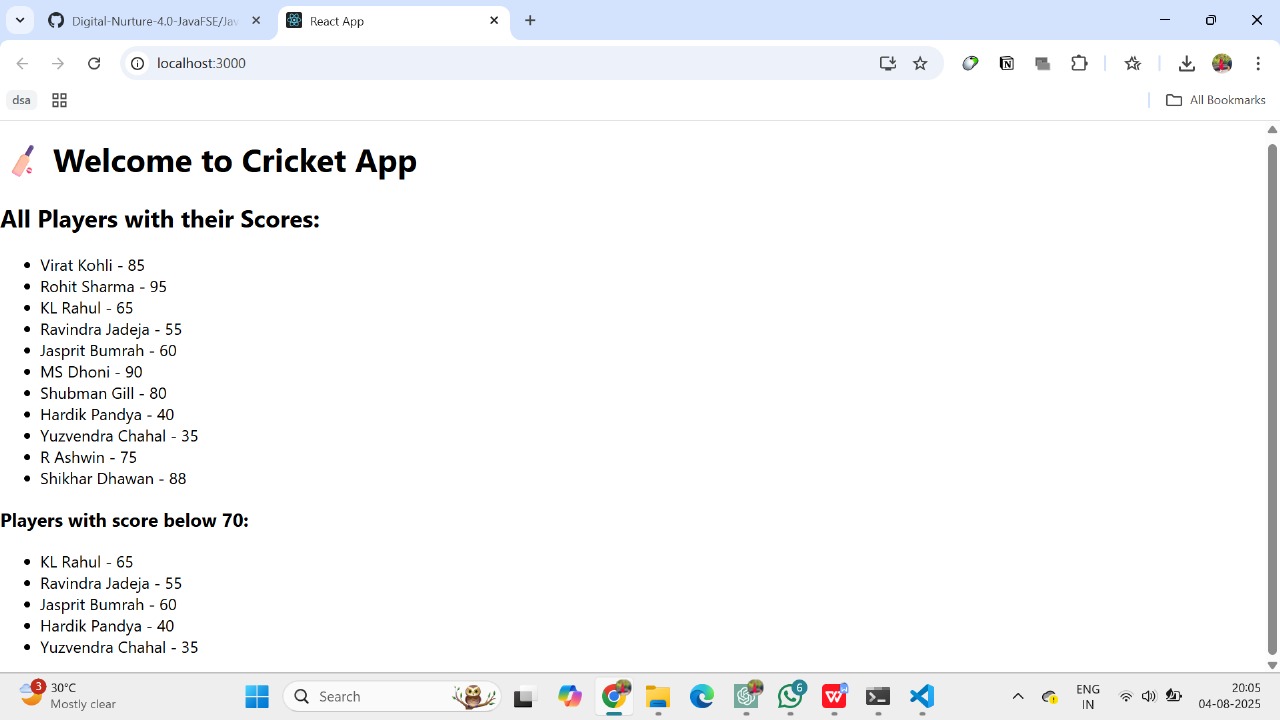 Digital-Nurture-4.0-JavaFSE/Jav
React App
localhost:3000
dsa
All Bookmarks
Welcome to Cricket App
All Players with their Scores:
Virat Kohli - 85
Rohit Sharma - 95
KL Rahul - 65
Ravindra Jadeja - 55
Jasprit Bumrah - 60
MS Dhoni - 90
Shubman Gill - 80
Hardik Pandya - 40
Yuzvendra Chahal - 35
R Ashwin - 75
Shikhar Dhawan - 88
Players with score below 70:
KL Rahul - 65
Ravindra Jadeja - 55
Jasprit Bumrah - 60
Hardik Pandya - 40
Yuzvendra Chahal - 35
3
30°C
Mostly clear
Search
6
ENG
IN
20:05
04-08-2025